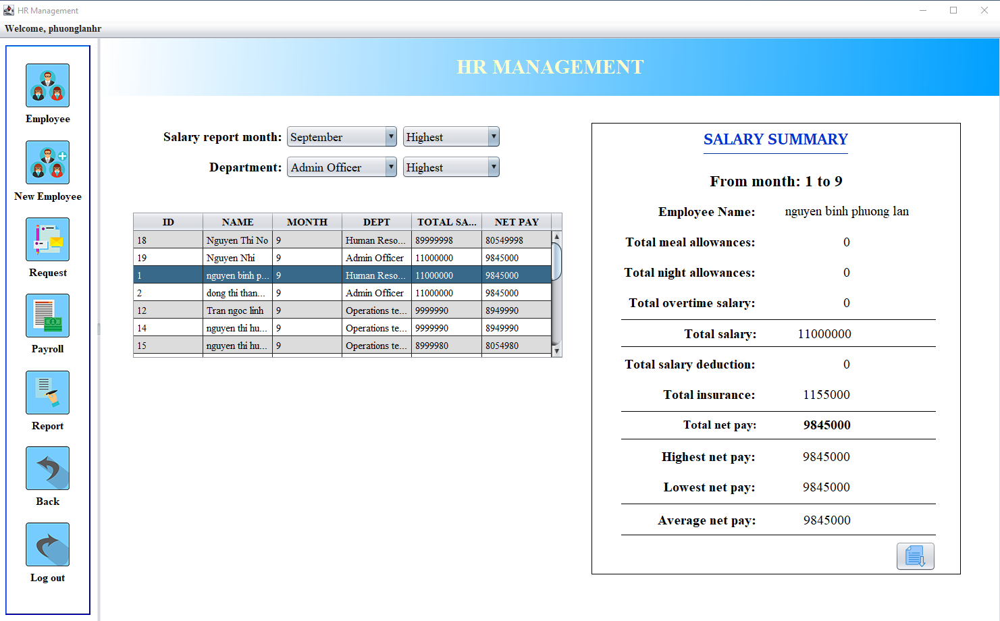 HR Management
Welcome, phuonglanhr
Employee
New Employee
Request
Payroll
Report
Back
Log out
HR MANAGEMENT
Salary report month: September Highest
Department: Admin Officer Highest
ID NAME MONTH DEPT TOTAL SA... NET PAY
18 Nguyen Thi No 9 Human Reso... 89999998 80549998
19 Nguyen Nhi 9 Admin Officer 11000000 9845000
1 nguyen binh p... 9 Human Reso... 11000000 9845000
2 dong thi than... 9 Admin Officer 11000000 9845000
12 Tran ngoc linh 9 Operations te... 9999990 8949990
14 nguyen thi hu... 9 Operations te... 9999990 8949990
15 nguyen thi hu... 9 Operations te... 8999980 8054980
SALARY SUMMARY
From month: 1 to 9
Employee Name: nguyen binh phuong lan
Total meal allowances: 0
Total night allowances: 0
Total overtime salary: 0
Total salary: 11000000
Total salary deduction: 0
Total insurance: 1155000
Total net pay: 9845000
Highest net pay: 9845000
Lowest net pay: 9845000
Average net pay: 9845000